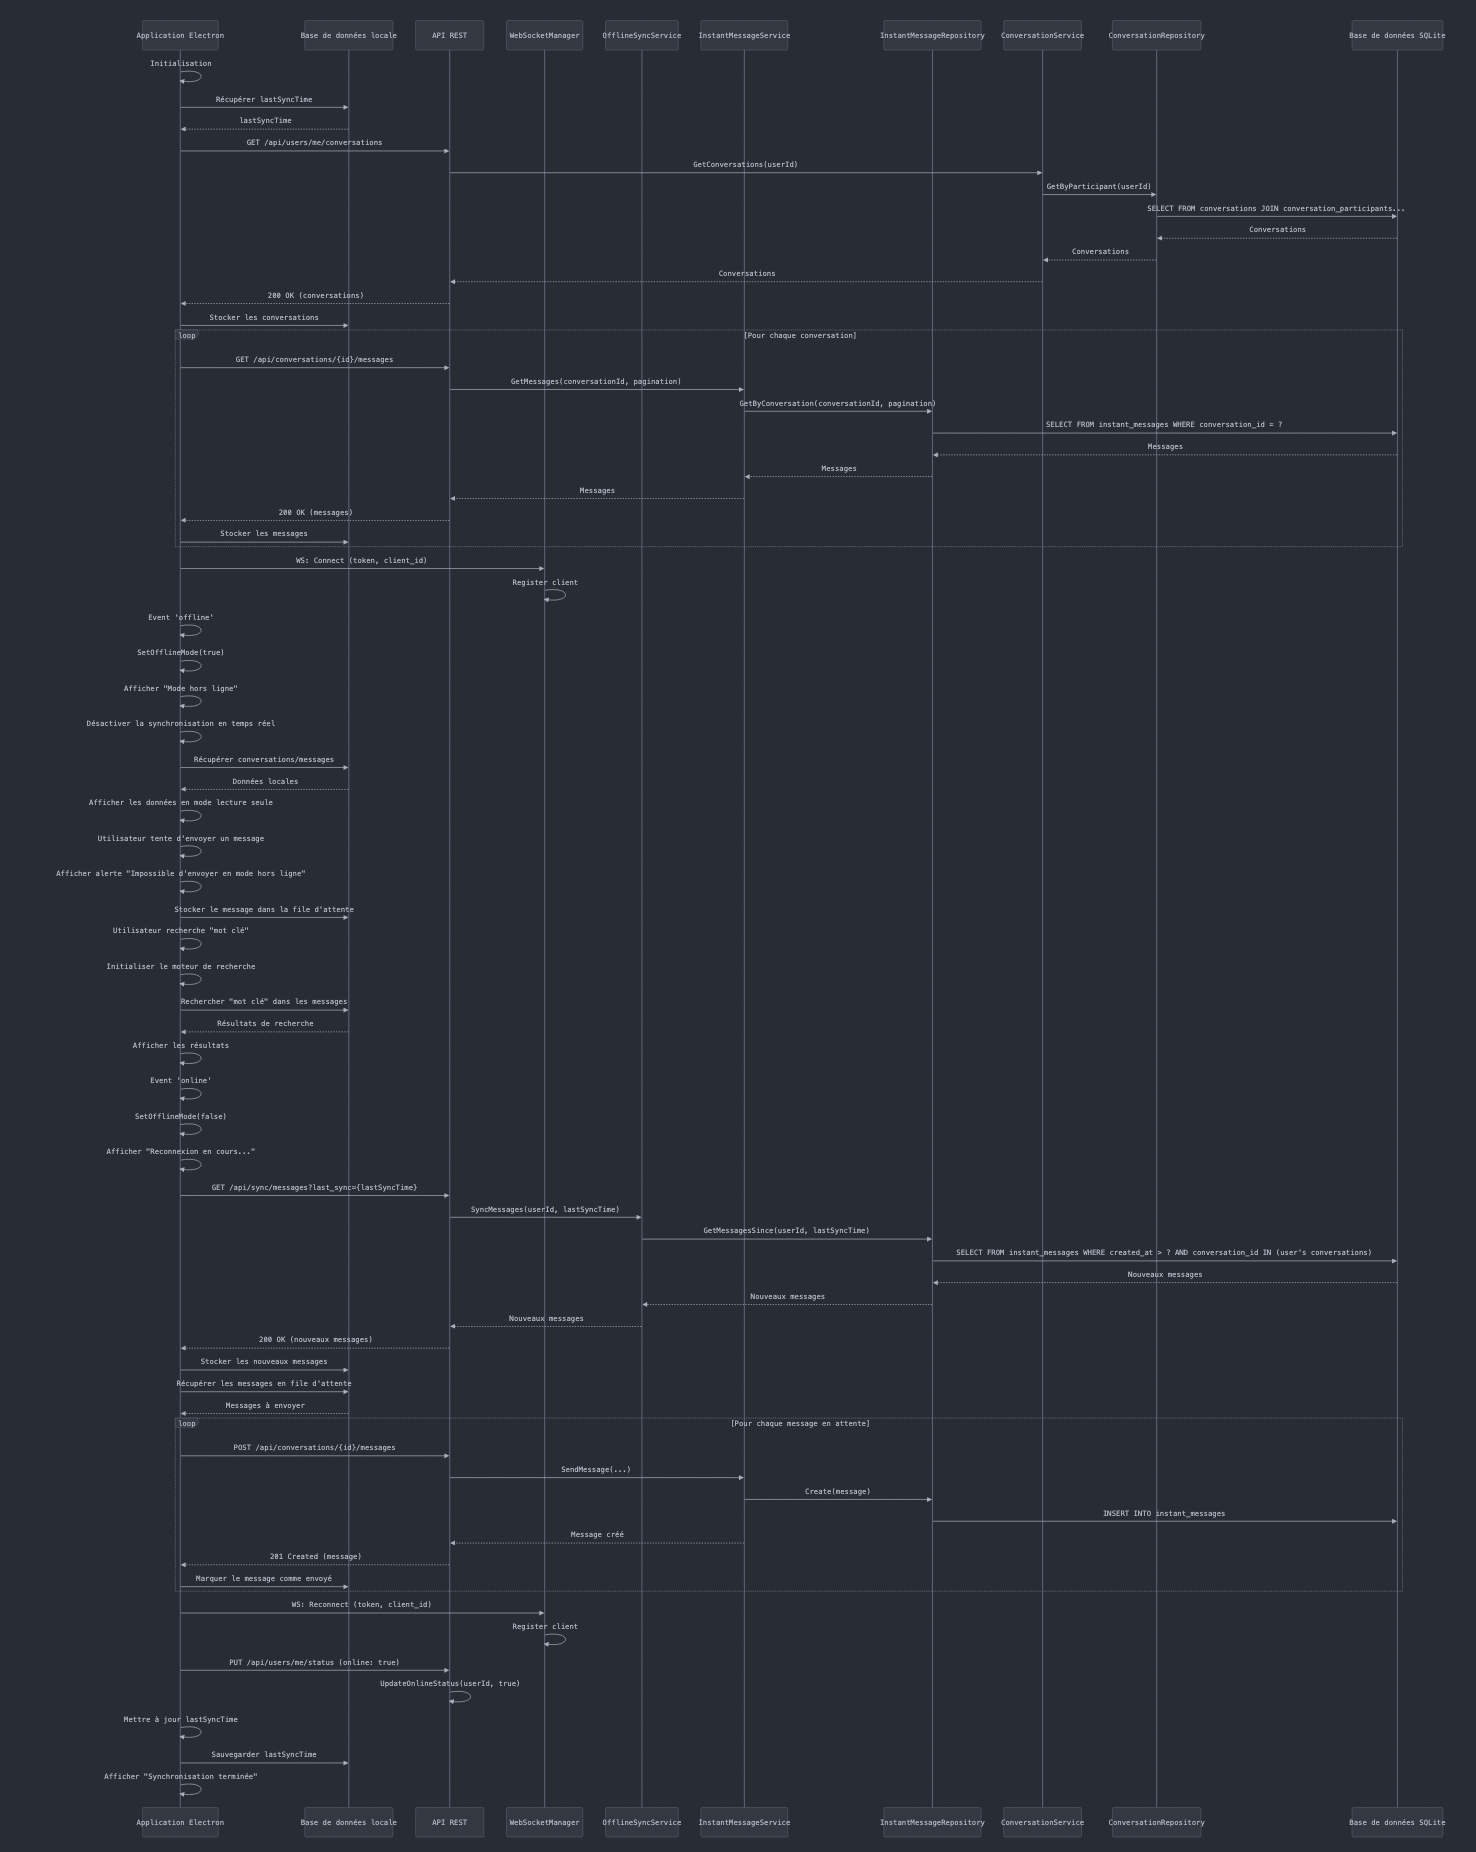 Application Electron
Base de données locale
API REST
WebSocketManager
OfflineSyncService
InstantMessageService
InstantMessageRepository
ConversationService
ConversationRepository
Base de données SQLite
Initialisation
Récupérer lastSyncTime
lastSyncTime
GET /api/users/me/conversations
GetConversations(userId)
GetByParticipant(userId)
SELECT FROM conversations JOIN conversation_participants...
Conversations
Conversations
Conversations
200 OK (conversations)
Stocker les conversations
loop
[Pour chaque conversation]
GET /api/conversations/{id}/messages
GetMessages(conversationId, pagination)
GetByConversation(conversationId, pagination)
SELECT FROM instant_messages WHERE conversation_id = ?
Messages
Messages
Messages
200 OK (messages)
Stocker les messages
WS: Connect (token, client_id)
Register client
Event 'offline'
SetOfflineMode(true)
Afficher "Mode hors ligne"
Désactiver la synchronisation en temps réel
Récupérer conversations/messages
Données locales
Afficher les données en mode lecture seule
Utilisateur tente d'envoyer un message
Afficher alerte "Impossible d'envoyer en mode hors ligne"
Stocker le message dans la file d'attente
Utilisateur recherche "mot clé"
Initialiser le moteur de recherche
Rechercher "mot clé" dans les messages
Résultats de recherche
Afficher les résultats
Event 'online'
SetOfflineMode(false)
Afficher "Reconnexion en cours..."
GET /api/sync/messages?last_sync={lastSyncTime}
SyncMessages(userId, lastSyncTime)
GetMessagesSince(userId, lastSyncTime)
SELECT FROM instant_messages WHERE created_at > ? AND conversation_id IN (user's conversations)
Nouveaux messages
Nouveaux messages
Nouveaux messages
200 OK (nouveaux messages)
Stocker les nouveaux messages
Récupérer les messages en file d'attente
Messages à envoyer
loop
[Pour chaque message en attente]
POST /api/conversations/{id}/messages
SendMessage(...)
Create(message)
INSERT INTO instant_messages
Message créé
201 Created (message)
Marquer le message comme envoyé
WS: Reconnect (token, client_id)
Register client
PUT /api/users/me/status (online: true)
UpdateOnlineStatus(userId, true)
Mettre à jour lastSyncTime
Sauvegarder lastSyncTime
Afficher "Synchronisation terminée"
Application Electron
Base de données locale
API REST
WebSocketManager
OfflineSyncService
InstantMessageService
InstantMessageRepository
ConversationService
ConversationRepository
Base de données SQLite